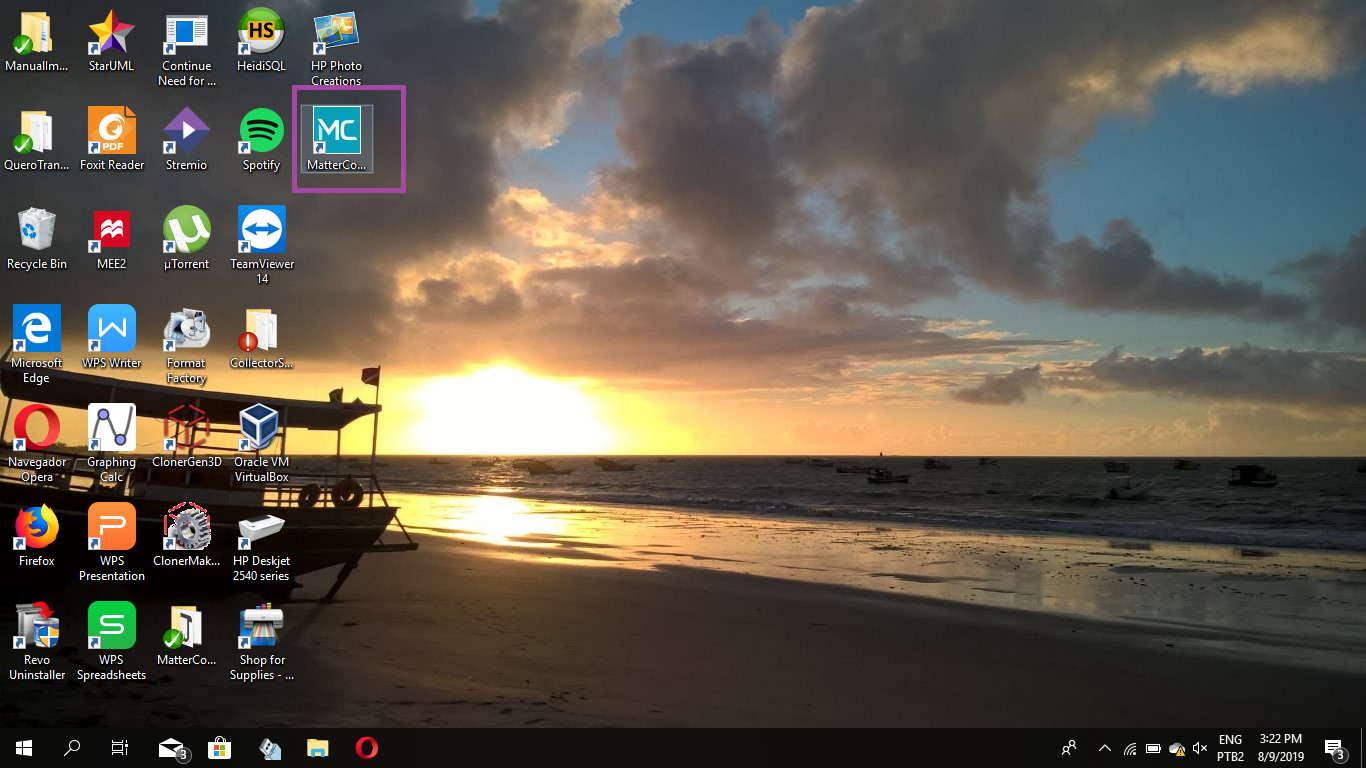 ManualIm...
StarUML
Continue
Need for ...
HS
HeidiSQL
HP Photo
Creations
QueroTran...
PDF
Foxit Reader
Stremio
Spotify
MC
MatterCo...
Recycle Bin
MEE2
µ
µTorrent
TeamViewer
14
Microsoft
Edge
W
WPS Writer
Format
Factory
CollectorS...
Navegador
Opera
Graphing
Calc
ClonerGen3D
Oracle VM
VirtualBox
Firefox
P
WPS
Presentation
ClonerMak...
HP Deskjet
2540 series
Revo
Uninstaller
S
WPS
Spreadsheets
MatterCo...
Shop for
Supplies - ...
3
ENG
PTB2
3:22 PM
8/9/2019
3